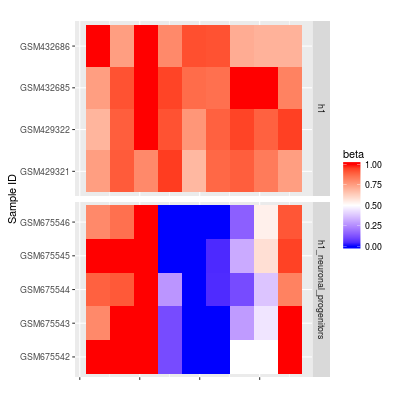 GSM432686
GSM432685
GSM429322
GSM429321
h1
GSM675546
GSM675545
GSM675544
GSM675543
GSM675542
h1_neuronal_progenitors
Sample ID
beta
1.00
0.75
0.50
0.25
0.00